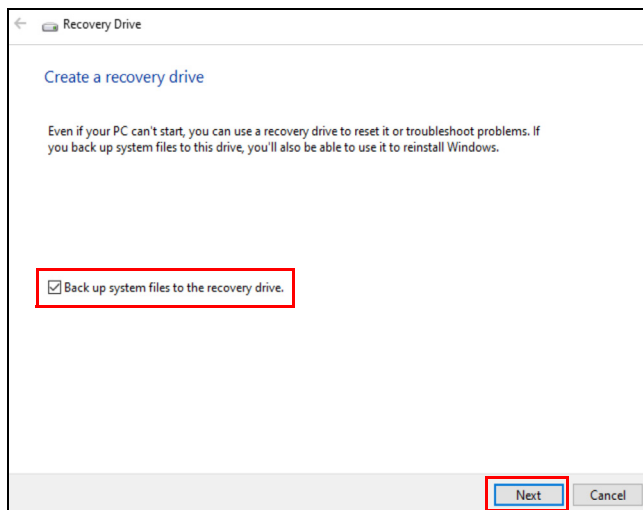 Recovery Drive
Create a recovery drive
Even if your PC can't start, you can use a recovery drive to reset it or troubleshoot problems. If
you back up system files to this drive, you'll also be able to use it to reinstall Windows.
Back up system files to the recovery drive.
Next
Cancel